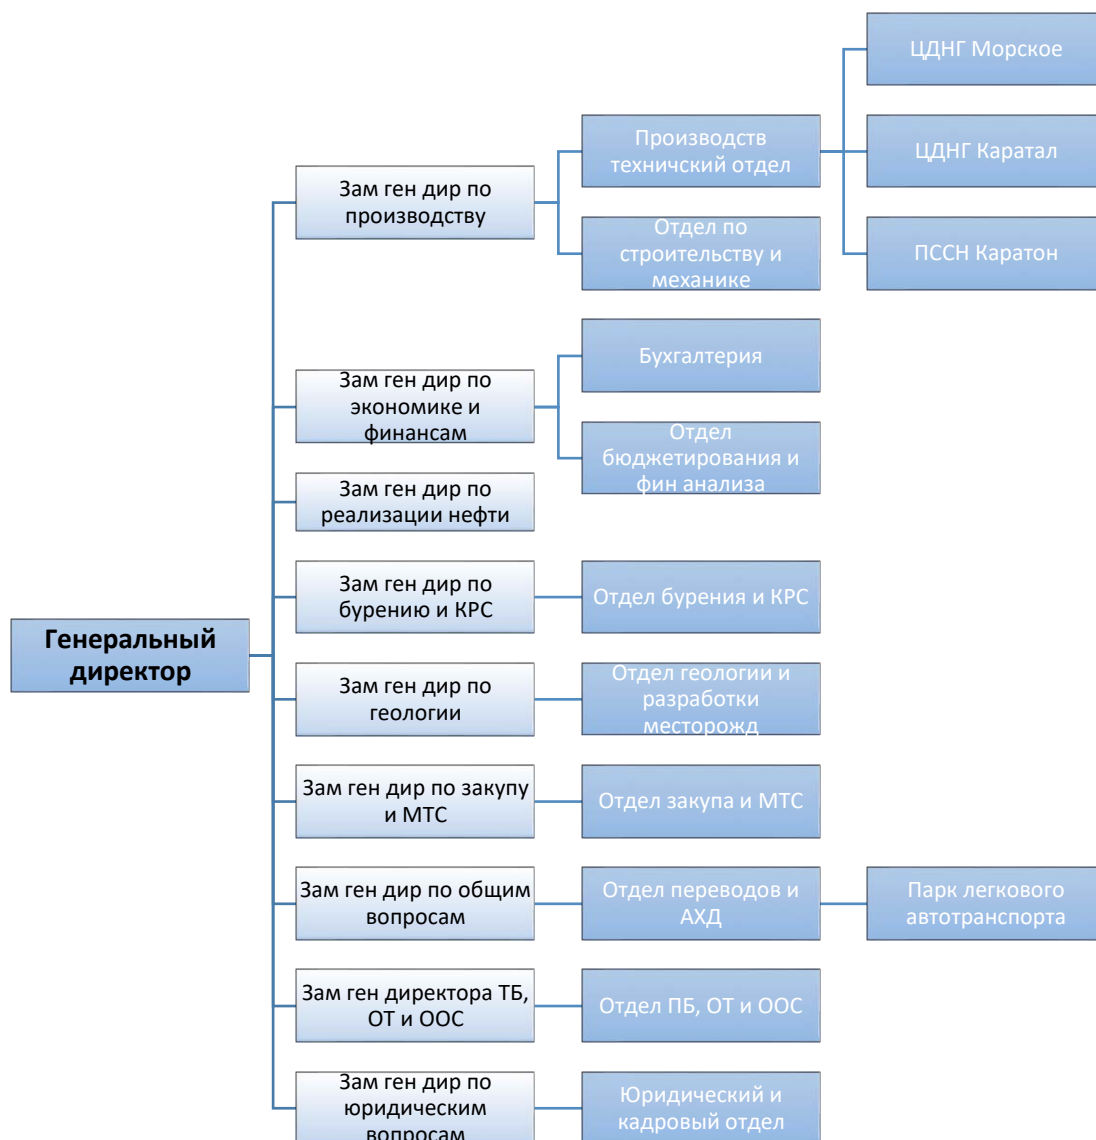 ЦДНГ Морское
Производств
техничский отдел
ЦДНГ Каратал
Зам ген дир по
производству
Отдел по
строительству и
механике
ПССН Каратон
Бухгалтерия
Зам ген дир по
экономике и
финансам
Отдел
бюджетирования и
фин анализа
Зам ген дир по
реализации нефти
Зам ген дир по
бурению и КРС
Отдел бурения и КРС
Генеральный
директор
Зам ген дир по
геологии
Отдел геологии и
разработки
месторожд
Зам ген дир по закупу
и МТС
Отдел закупа и МТС
Зам ген дир по общим
вопросам
Отдел переводов и
АХД
Парк легкового
автотранспорта
Зам ген директора ТБ,
ОТ и ООС
Отдел ПБ, ОТ и ООС
Зам ген дир по
юридическим
вопросам
Юридический и
кадровый отдел